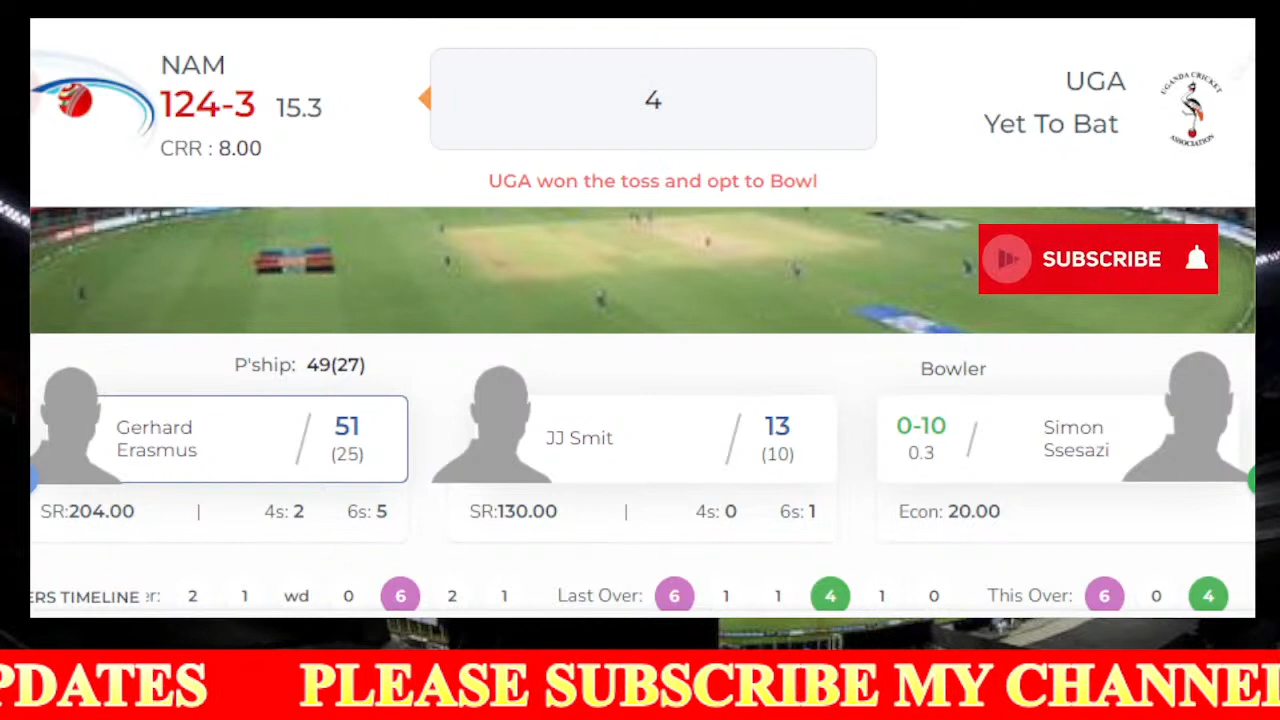 NAM
124-3 15.3
CRR : 8.00
4
UGA won the toss and opt to Bowl
UGA
Yet To Bat
UGANDA CRICKET
ASSOCIATION
SUBSCRIBE
P'ship: 49(27)
Gerhard
Erasmus
51
(25)
SR:204.00 | 4s: 2 6s: 5
JJ Smit
13
(10)
SR:130.00 | 4s: 0 6s: 1
Bowler
0-10
0.3
Simon
Ssesazi
Econ: 20.00
ERS TIMELINE er: 2 1 wd 0 6 2 1 Last Over: 6 1 1 4 1 0 This Over: 6 0 4
PDATES PLEASE SUBSCRIBE MY CHANNEL